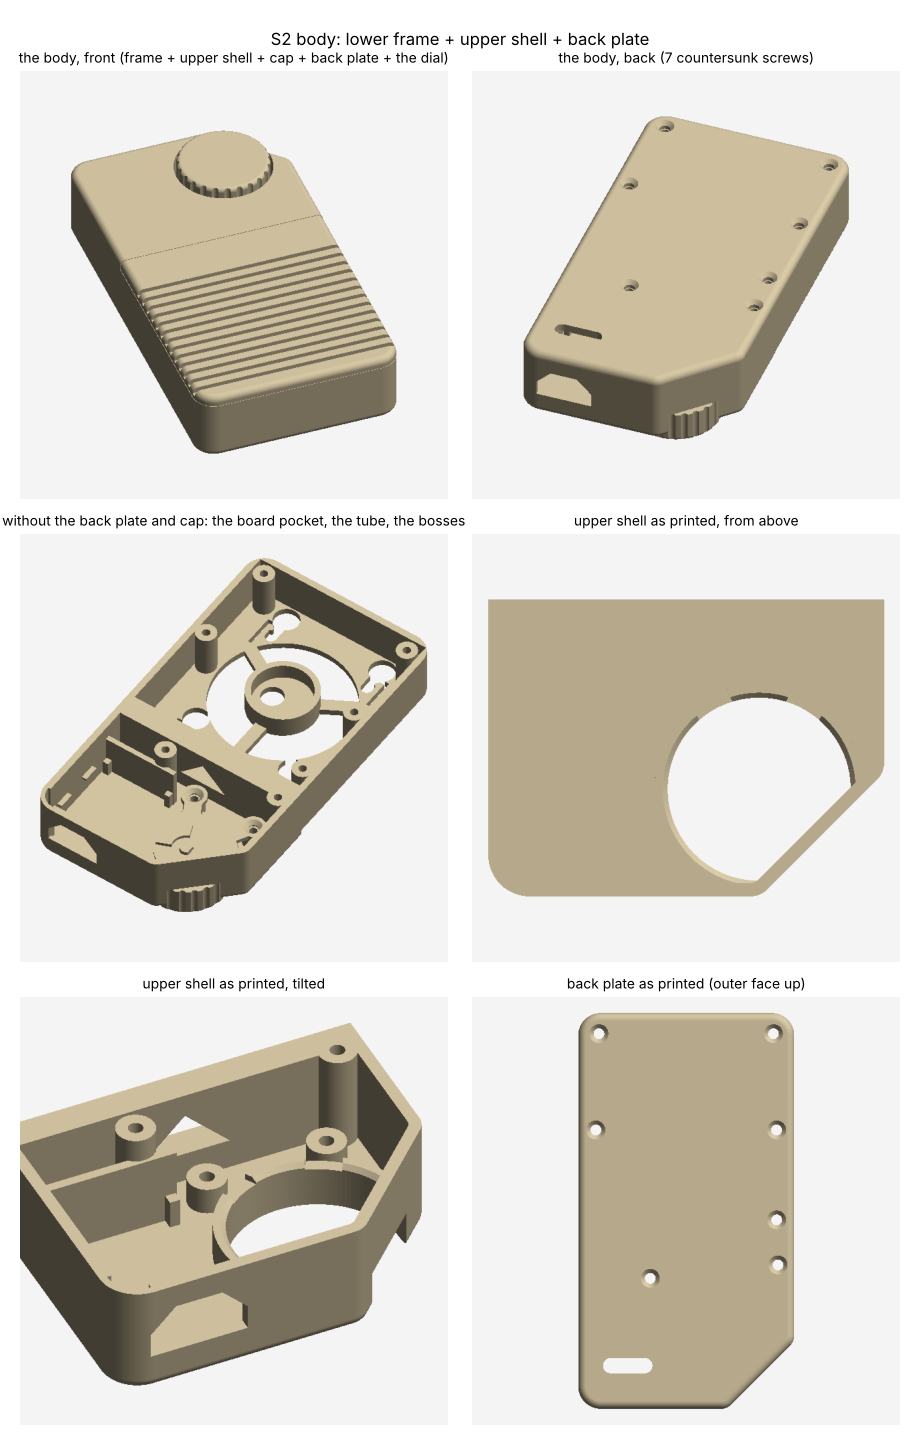 S2 body: lower frame + upper shell + back plate
the body, front (frame + upper shell + cap + back plate + the dial)
the body, back (7 countersunk screws)
without the back plate and cap: the board pocket, the tube, the bosses
upper shell as printed, from above
upper shell as printed, tilted
back plate as printed (outer face up)